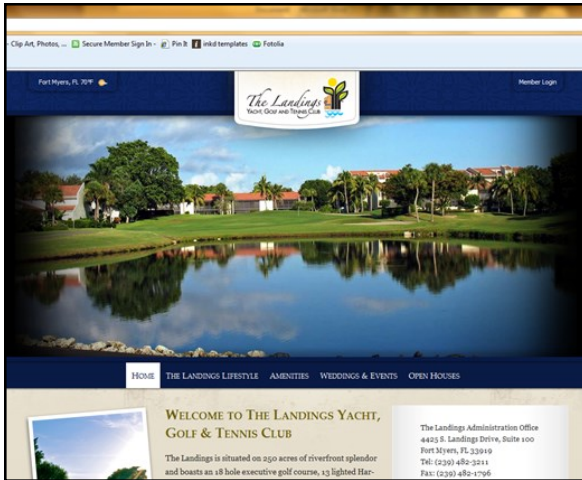 - Clip Art, Photos, ... Secure Member Sign In - Pin It inkd templates Fotolia
Fort Myers, FL 70°F
Member Login
The Landings
YACHT, GOLF AND TENNIS CLUB
HOME THE LANDINGS LIFESTYLE AMENITIES WEDDINGS & EVENTS OPEN HOUSES
WELCOME TO THE LANDINGS YACHT,
GOLF & TENNIS CLUB
The Landings is situated on 250 acres of riverfront splendor
and boasts an 18 hole executive golf course, 13 lighted Har-
The Landings Administration Office
4425 S. Landings Drive, Suite 100
Fort Myers, FL 33919
Tel: (239) 482-3211
Fax: (239) 482-1796